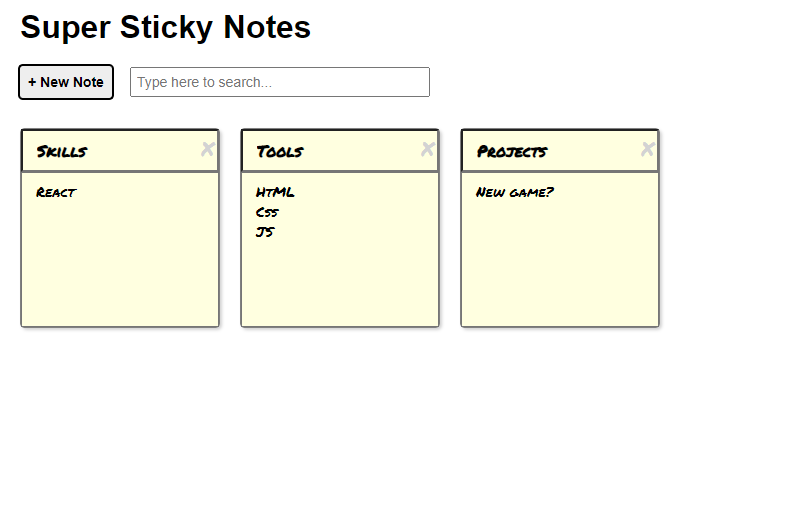 Super Sticky Notes
+ New Note
Type here to search...
Skills
Tools
Projects
React
HTML
Css
JS
New game?